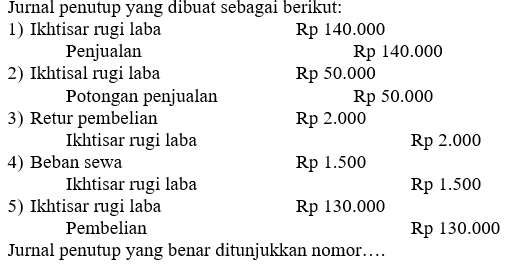 Jurnal penutup yang dibuat sebagai berikut:
1) Ikhtisar rugi laba Rp 140.000
Penjualan Rp 140.000
2) Ikhtisal rugi laba Rp 50.000
Potongan penjualan Rp 50.000
3) Retur pembelian Rp 2.000
Ikhtisar rugi laba Rp 2.000
4) Beban sewa Rp 1.500
Ikhtisar rugi laba Rp 1.500
5) Ikhtisar rugi laba Rp 130.000
Pembelian Rp 130.000
Jurnal penutup yang benar ditunjukkan nomor….